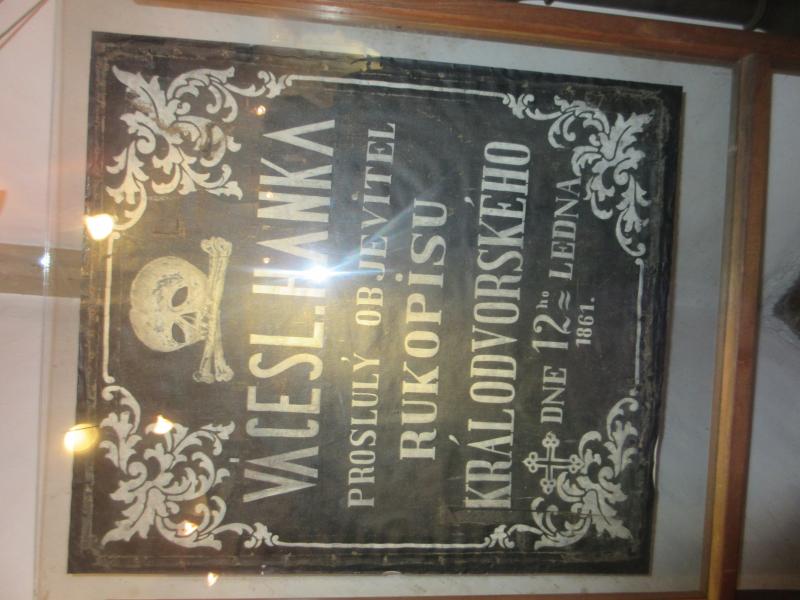 VÁCESL. HANKA
PROSLULÝ OBJEVITEL
RUKOPISU
KRÁLODVORSKÉHO
DNE 12ho LEDNA
1861.